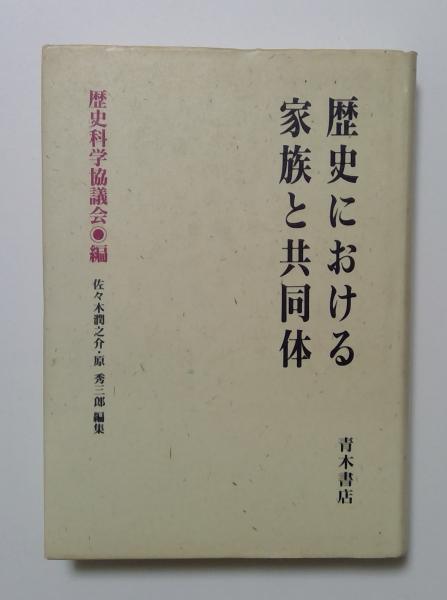 歴史における
家族と共同体
青木書店
歴史科学協議会◉編
佐々木潤之介・原 秀三郎 編集